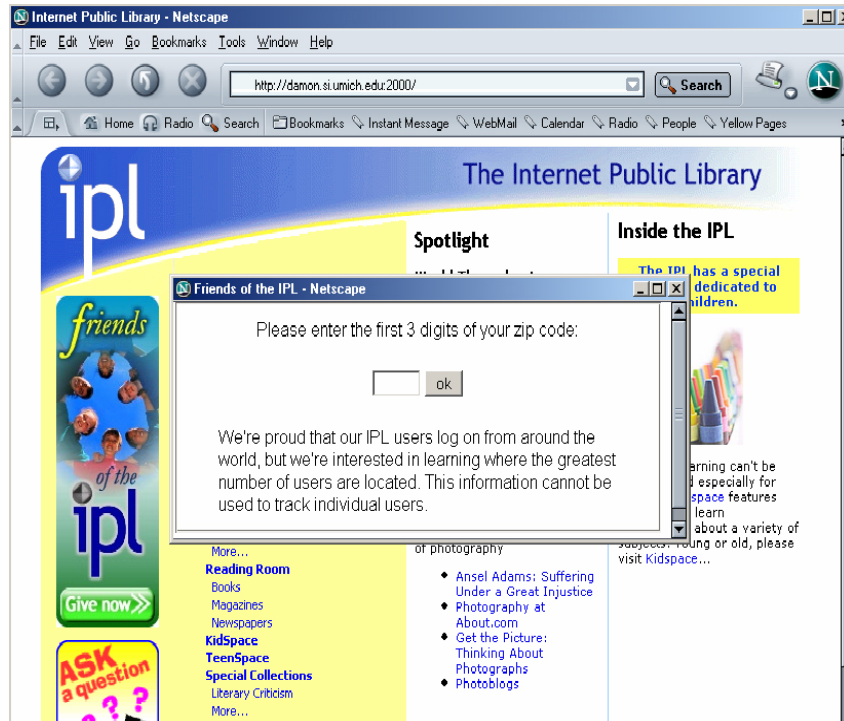 Internet Public Library - Netscape
File Edit View Go Bookmarks Tools Window Help
http://damon.si.umich.edu:2000/
Search
N
Home Radio Search Bookmarks Instant Message WebMail Calendar Radio People Yellow Pages
ipl
The Internet Public Library
friends
of the
ipl
Give now
ASK
a question
? ? ?
Spotlight
Inside the IPL
The IPL has a special
dedicated to
Friends of the IPL - Netscape
Please enter the first 3 digits of your zip code:
ok
We're proud that our IPL users log on from around the
world, but we're interested in learning where the greatest
number of users are located. This information cannot be
used to track individual users.
More...
Reading Room
Books
Magazines
Newspapers
KidSpace
TeenSpace
Special Collections
Literary Criticism
More...
of photography
Ansel Adams: Suffering
Under a Great Injustice
Photography at
About.com
Get the Picture:
Thinking About
Photographs
Photoblogs
can't be
especially for
features
learn
about a variety of
subjects. Young or old, please
visit Kidspace...